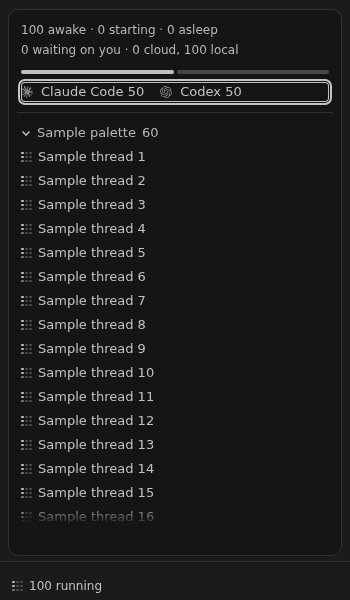 100 awake · 0 starting · 0 asleep
0 waiting on you · 0 cloud, 100 local
Claude Code 50 Codex 50
Sample palette 60
Sample thread 1
Sample thread 2
Sample thread 3
Sample thread 4
Sample thread 5
Sample thread 6
Sample thread 7
Sample thread 8
Sample thread 9
Sample thread 10
Sample thread 11
Sample thread 12
Sample thread 13
Sample thread 14
Sample thread 15
Sample thread 16
100 running